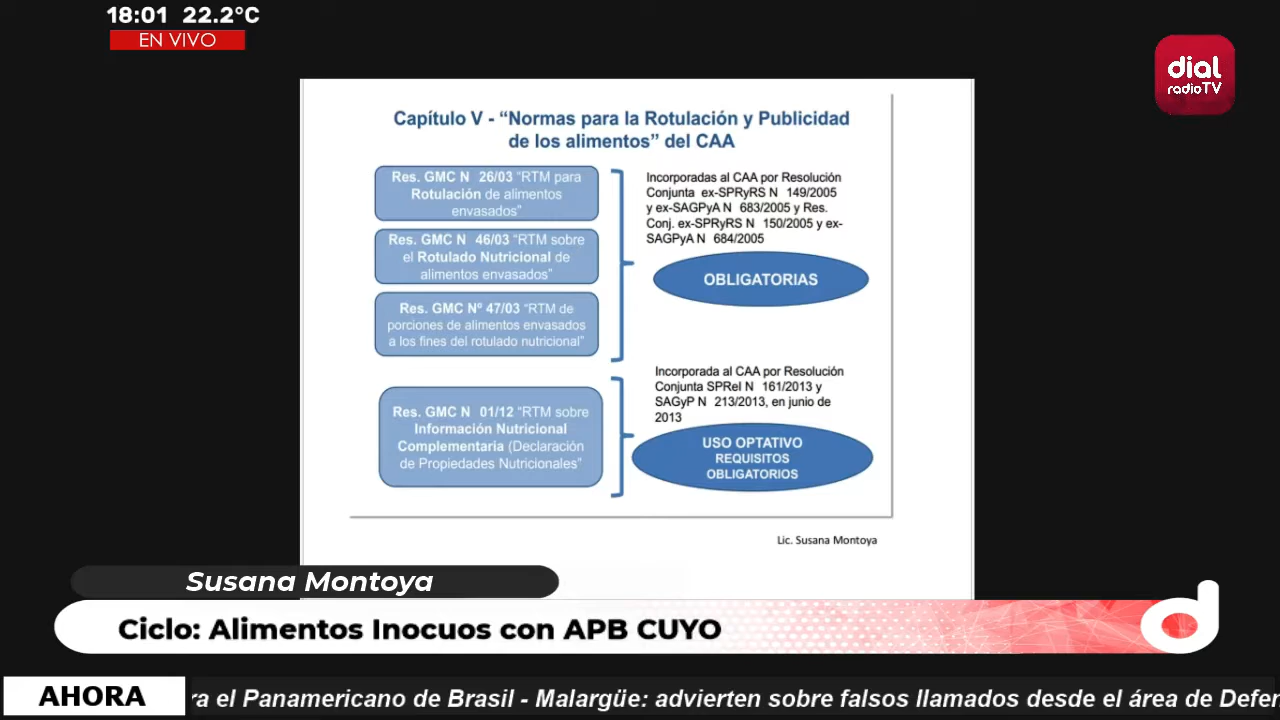 18:01 22.2°C
EN VIVO
dial
radioTV
Capítulo V - “Normas para la Rotulación y Publicidad
de los alimentos” del CAA
Res. GMC N 26/03 “RTM para
Rotulación de alimentos
envasados”
Res. GMC N 46/03 “RTM sobre
el Rotulado Nutricional de
alimentos envasados”
Res. GMC Nº 47/03 “RTM de
porciones de alimentos envasados
a los fines del rotulado nutricional”
Incorporadas al CAA por Resolución
Conjunta ex-SPRyRS N 149/2005
y ex-SAGPyA N 683/2005 y Res.
Conj. ex-SPRyRS N 150/2005 y ex-
SAGPyA N 684/2005
OBLIGATORIAS
Res. GMC N 01/12 “RTM sobre
Información Nutricional
Complementaria (Declaración
de Propiedades Nutricionales”
Incorporada al CAA por Resolución
Conjunta SPReI N 161/2013 y
SAGyP N 213/2013, en junio de
2013
USO OPTATIVO
REQUISITOS
OBLIGATORIOS
Lic. Susana Montoya
Susana Montoya
Ciclo: Alimentos Inocuos con APB CUYO
d
AHORA ra el Panamericano de Brasil - Malargüe: advierten sobre falsos llamados desde el área de Defen